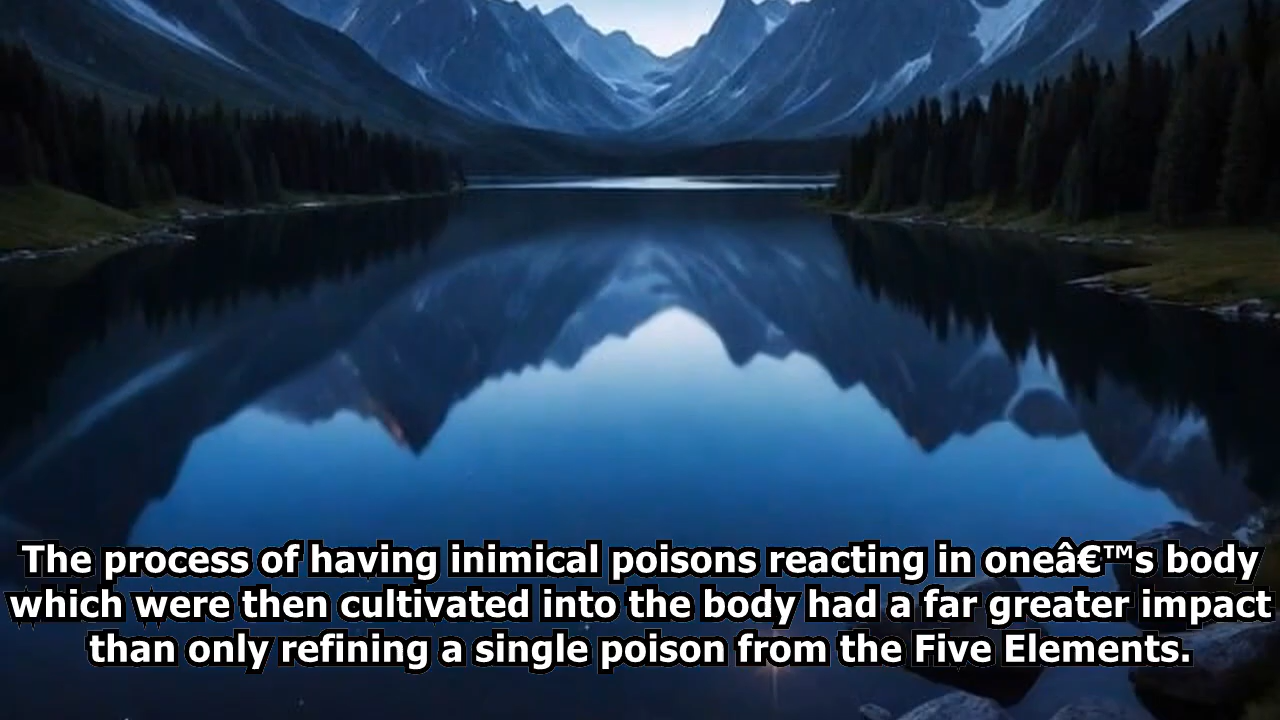 The process of having inimical poisons reacting in oneâ€™s body
which were then cultivated into the body had a far greater impact
than only refining a single poison from the Five Elements.